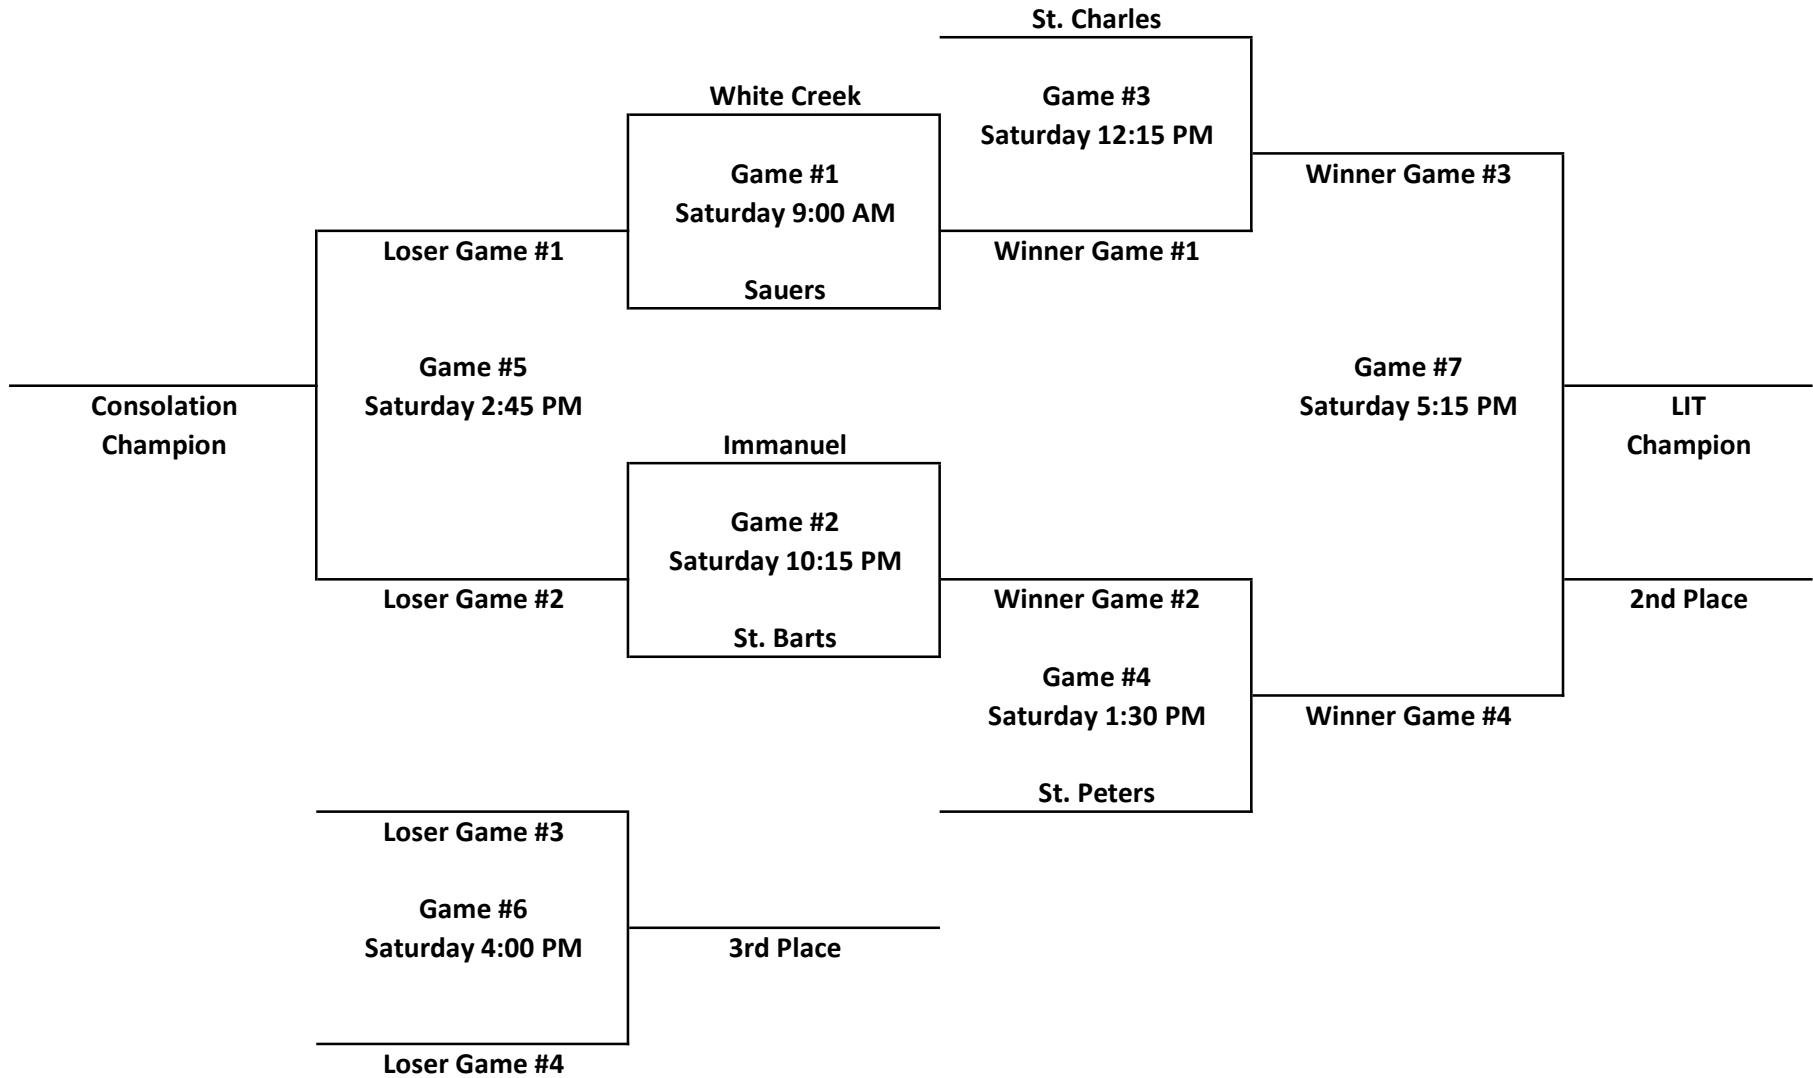 St. Charles
White Creek
Game #3
Saturday 12:15 PM
Game #1
Saturday 9:00 AM
Winner Game #3
Loser Game #1
Winner Game #1
Sauers
Game #5
Saturday 2:45 PM
Game #7
Saturday 5:15 PM
Consolation
Champion
LIT
Champion
Immanuel
Game #2
Saturday 10:15 PM
Loser Game #2
Winner Game #2
2nd Place
St. Barts
Game #4
Saturday 1:30 PM
Winner Game #4
St. Peters
Loser Game #3
Game #6
Saturday 4:00 PM
3rd Place
Loser Game #4